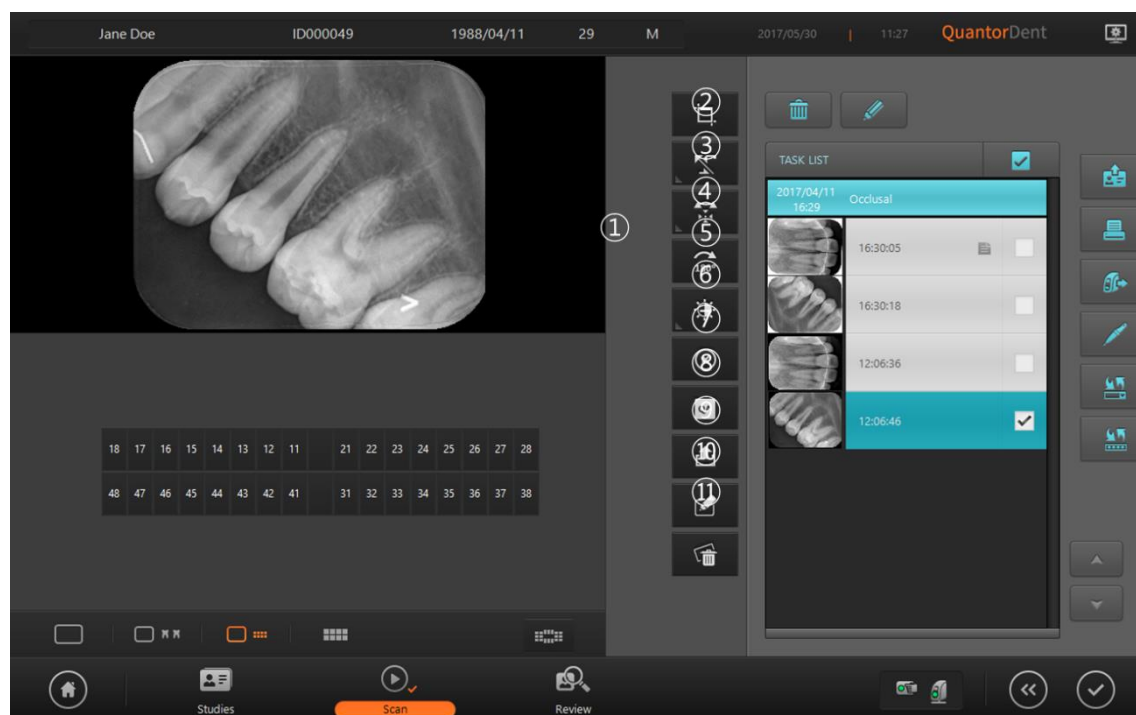 Jane Doe ID000049 1988/04/11 29 M 2017/05/30 | 11:27 QuantorDent
①
②
③
④
⑤
⑥
⑦
⑧
⑨
⑩
⑪
TASK LIST
2017/04/11
16:29
Occlusal
16:30:05
16:30:18
12:06:36
12:06:46
18 17 16 15 14 13 12 11 21 22 23 24 25 26 27 28
48 47 46 45 44 43 42 41 31 32 33 34 35 36 37 38
Studies Scan Review